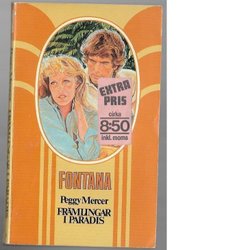 EXTRA
PRIS
cirka
8:50
inkl. moms
FONTANA
Peggy Mercer
FRÄMLINGAR
I PARADIS